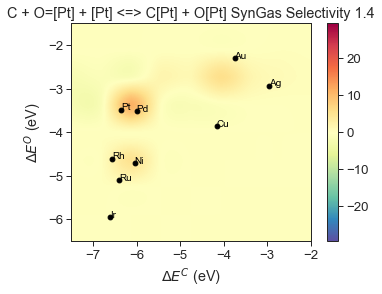 C + O=[Pt] + [Pt] <=> C[Pt] + O[Pt] SynGas Selectivity 1.4
−2
−3
−4
−5
−6
ΔE^O (eV)
Au
Ag
Pt
Pd
Cu
Rh
Ni
Ru
Ir
−7
−6
−5
−4
−3
−2
ΔE^C (eV)
20
10
0
−10
−20